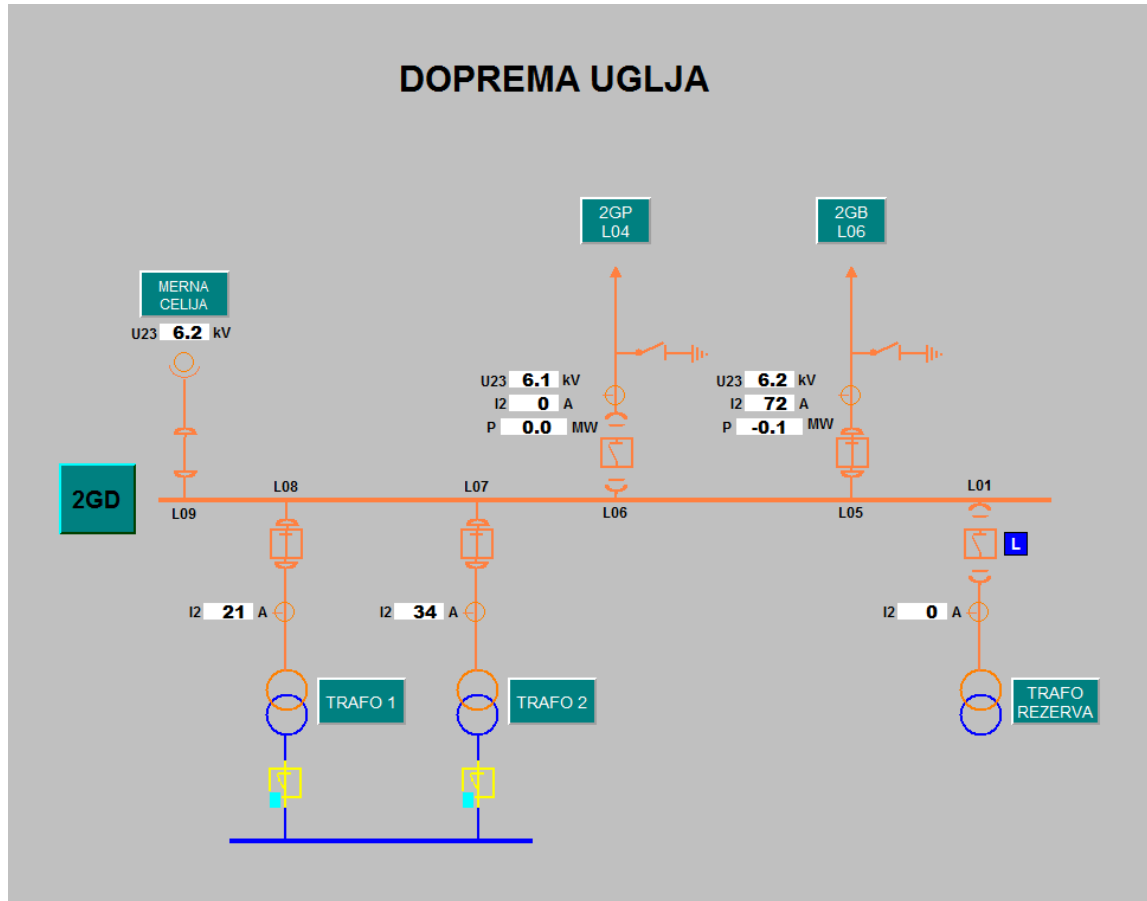 DOPREMA UGLJA
2GP
L04
2GB
L06
MERNA
CELIJA
U23 6.2 kV
U23 6.1 kV
I2 0 A
P 0.0 MW
U23 6.2 kV
I2 72 A
P -0.1 MW
2GD
L09
L08
L07
L06
L05
L01
L
I2 21 A
I2 34 A
I2 0 A
TRAFO 1
TRAFO 2
TRAFO
REZERVA